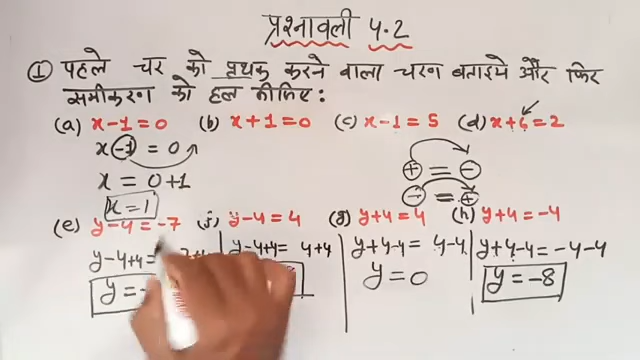 प्रश्नावली 4.2
① पहले चर को पृथक करने वाला चरण बताइये और फिर
समीकरण को हल कीजिए:
(a) x-1=0 (b) x+1=0 (c) x-1=5 (d) x+6=2
x-1 = 0
x = 0+1
x=1
+ = -
- = +
(e) y-4=-7 (f) y-4=4 (g) y+4=4 (h) y+4=-4
y-4+4= y-4+4= 4+4 y+4-4= 4-4 y+4-4=-4-4
y= y=0 y=-8